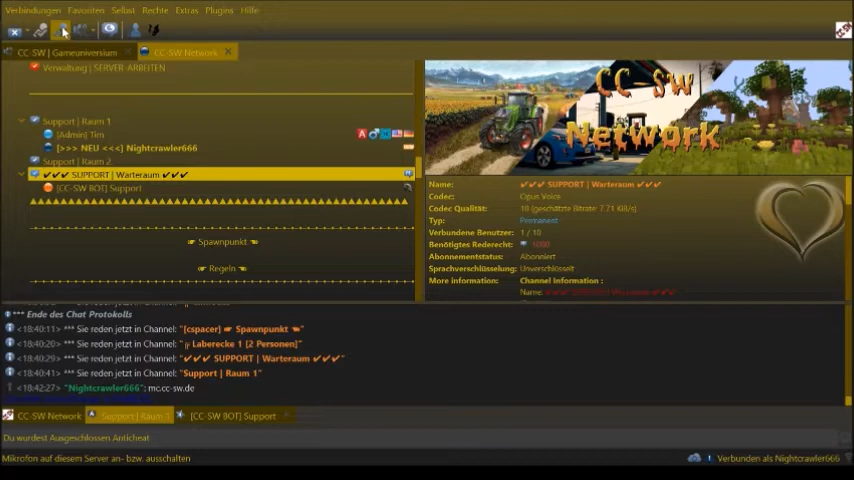 Verbindungen Favoriten Selbst Rechte Extras Plugins Hilfe
CC-SW | Gameuniversium
CC-SW Network
Verwaltung | SERVER-ARBEITEN
Support | Raum 1
[Admin] Tim
[>>> NEU <<<] Nightcrawler666
Support | Raum 2
✔✔✔ SUPPORT | Warteraum ✔✔✔
[CC-SW BOT] Support
▲▲▲▲▲▲▲▲▲▲▲▲▲▲▲▲▲▲▲▲▲▲▲▲▲▲▲▲▲▲▲▲▲▲▲▲▲▲▲▲▲▲▲▲▲▲
☛ Spawnpunkt ☚
☛ Regeln ☚
CC-SW
Network
Name: ✔✔✔ SUPPORT | Warteraum ✔✔✔
Codec: Opus Voice
Codec Qualität: 10 (geschätzte Bitrate: 7.71 KiB/s)
Typ: Permanent
Verbundene Benutzer: 1 / 10
Benötigtes Rederecht:
Abonnementstatus: Abonniert
Sprachverschlüsselung: Unverschlüsselt
More information: Channel Information :
Name: ✔✔✔ SUPPORT | Warteraum ✔✔✔
*** Ende des Chat Protokolls
<18:40:11> *** Sie reden jetzt in Channel: "[cspacer] ☛ Spawnpunkt ☚"
<18:40:20> *** Sie reden jetzt in Channel: "╔ Laberecke 1 [2 Personen]"
<18:40:29> *** Sie reden jetzt in Channel: "✔✔✔ SUPPORT | Warteraum ✔✔✔"
<18:40:41> *** Sie reden jetzt in Channel: "Support | Raum 1"
<18:42:27> "Nightcrawler666": mc.cc-sw.de
CC-SW Network
Support | Raum 1
[CC-SW BOT] Support
Du wurdest Ausgeschlossen Anticheat
Mikrofon auf diesem Server an- bzw. ausschalten
Verbunden als Nightcrawler666